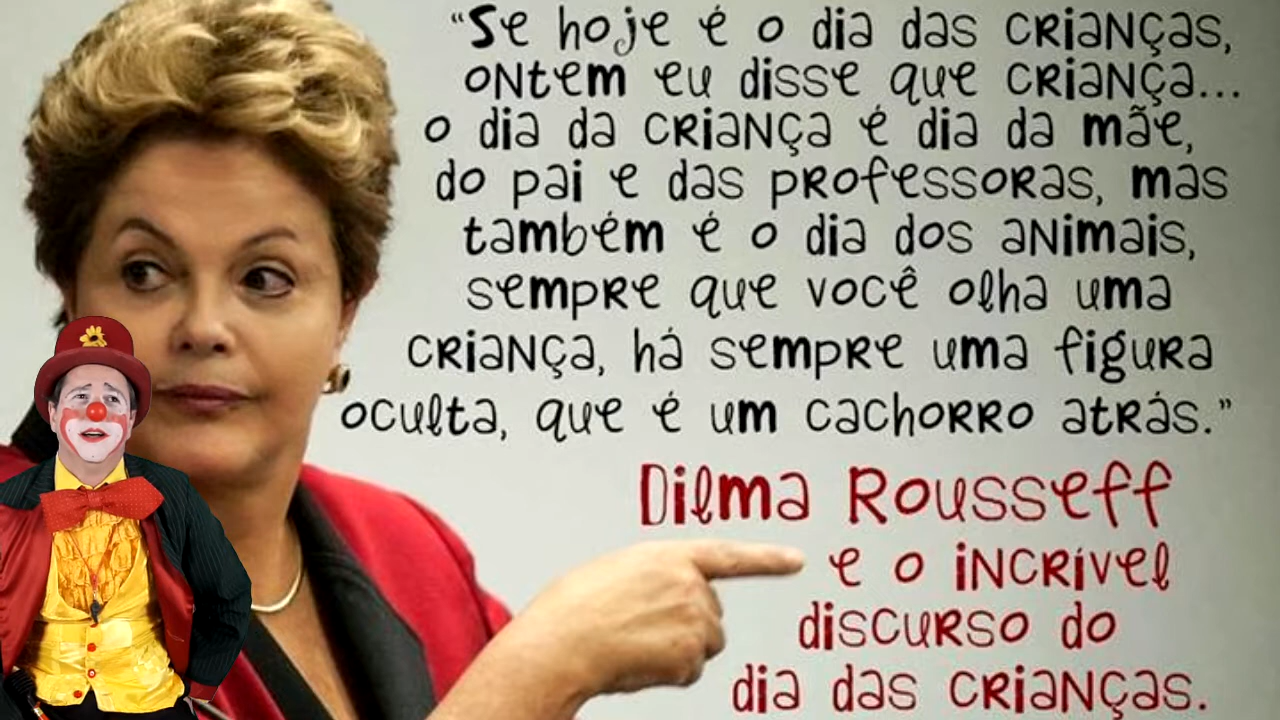 “Se hoje é o dia das crianças,
ontem eu disse que criança...
o dia da criança é dia da mãe,
do pai e das professoras, mas
também é o dia dos animais,
sempre que você olha uma
criança, há sempre uma figura
oculta, que é um cachorro atrás.”
Dilma Rousseff
e o incrível
discurso do
dia das crianças.